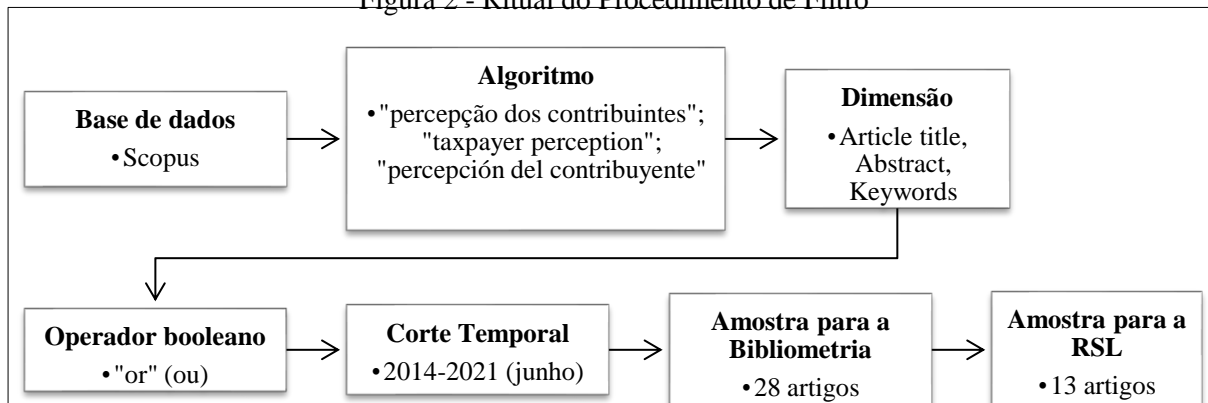 Figura 2 - Ritual do Procedimento de Filtro
Base de dados
•Scopus
Algoritmo
•"percepção dos contribuintes";
"taxpayer perception";
"percepción del contribuyente"
Dimensão
•Article title,
Abstract,
Keywords
Operador booleano
•"or" (ou)
Corte Temporal
•2014-2021 (junho)
Amostra para a
Bibliometria
•28 artigos
Amostra para a
RSL
•13 artigos